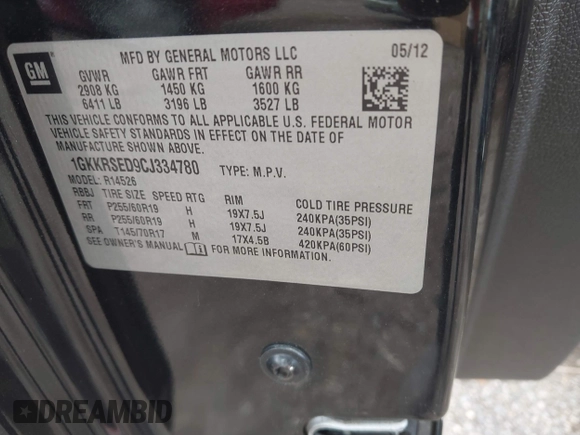 GM
MFD BY GENERAL MOTORS LLC 05/12
GVWR GAWR FRT GAWR RR
2908 KG 1450 KG 1600 KG
6411 LB 3196 LB 3527 LB
THIS VEHICLE CONFORMS TO ALL APPLICABLE U.S. FEDERAL MOTOR
VEHICLE SAFETY STANDARDS IN EFFECT ON THE DATE OF
MANUFACTURE SHOWN ABOVE.
1GKKRSED9CJ334780 TYPE: M.P.V.
MODEL: R14526
RBBJ TIRE SIZE SPEED RTG RIM COLD TIRE PRESSURE
FRT P255/60R19 H 19X7.5J 240KPA(35PSI)
RR P255/60R19 H 19X7.5J 240KPA(35PSI)
SPA T145/70R17 M 17X4.5B 420KPA(60PSI)
SEE OWNER'S MANUAL FOR MORE INFORMATION.
DREAMBID